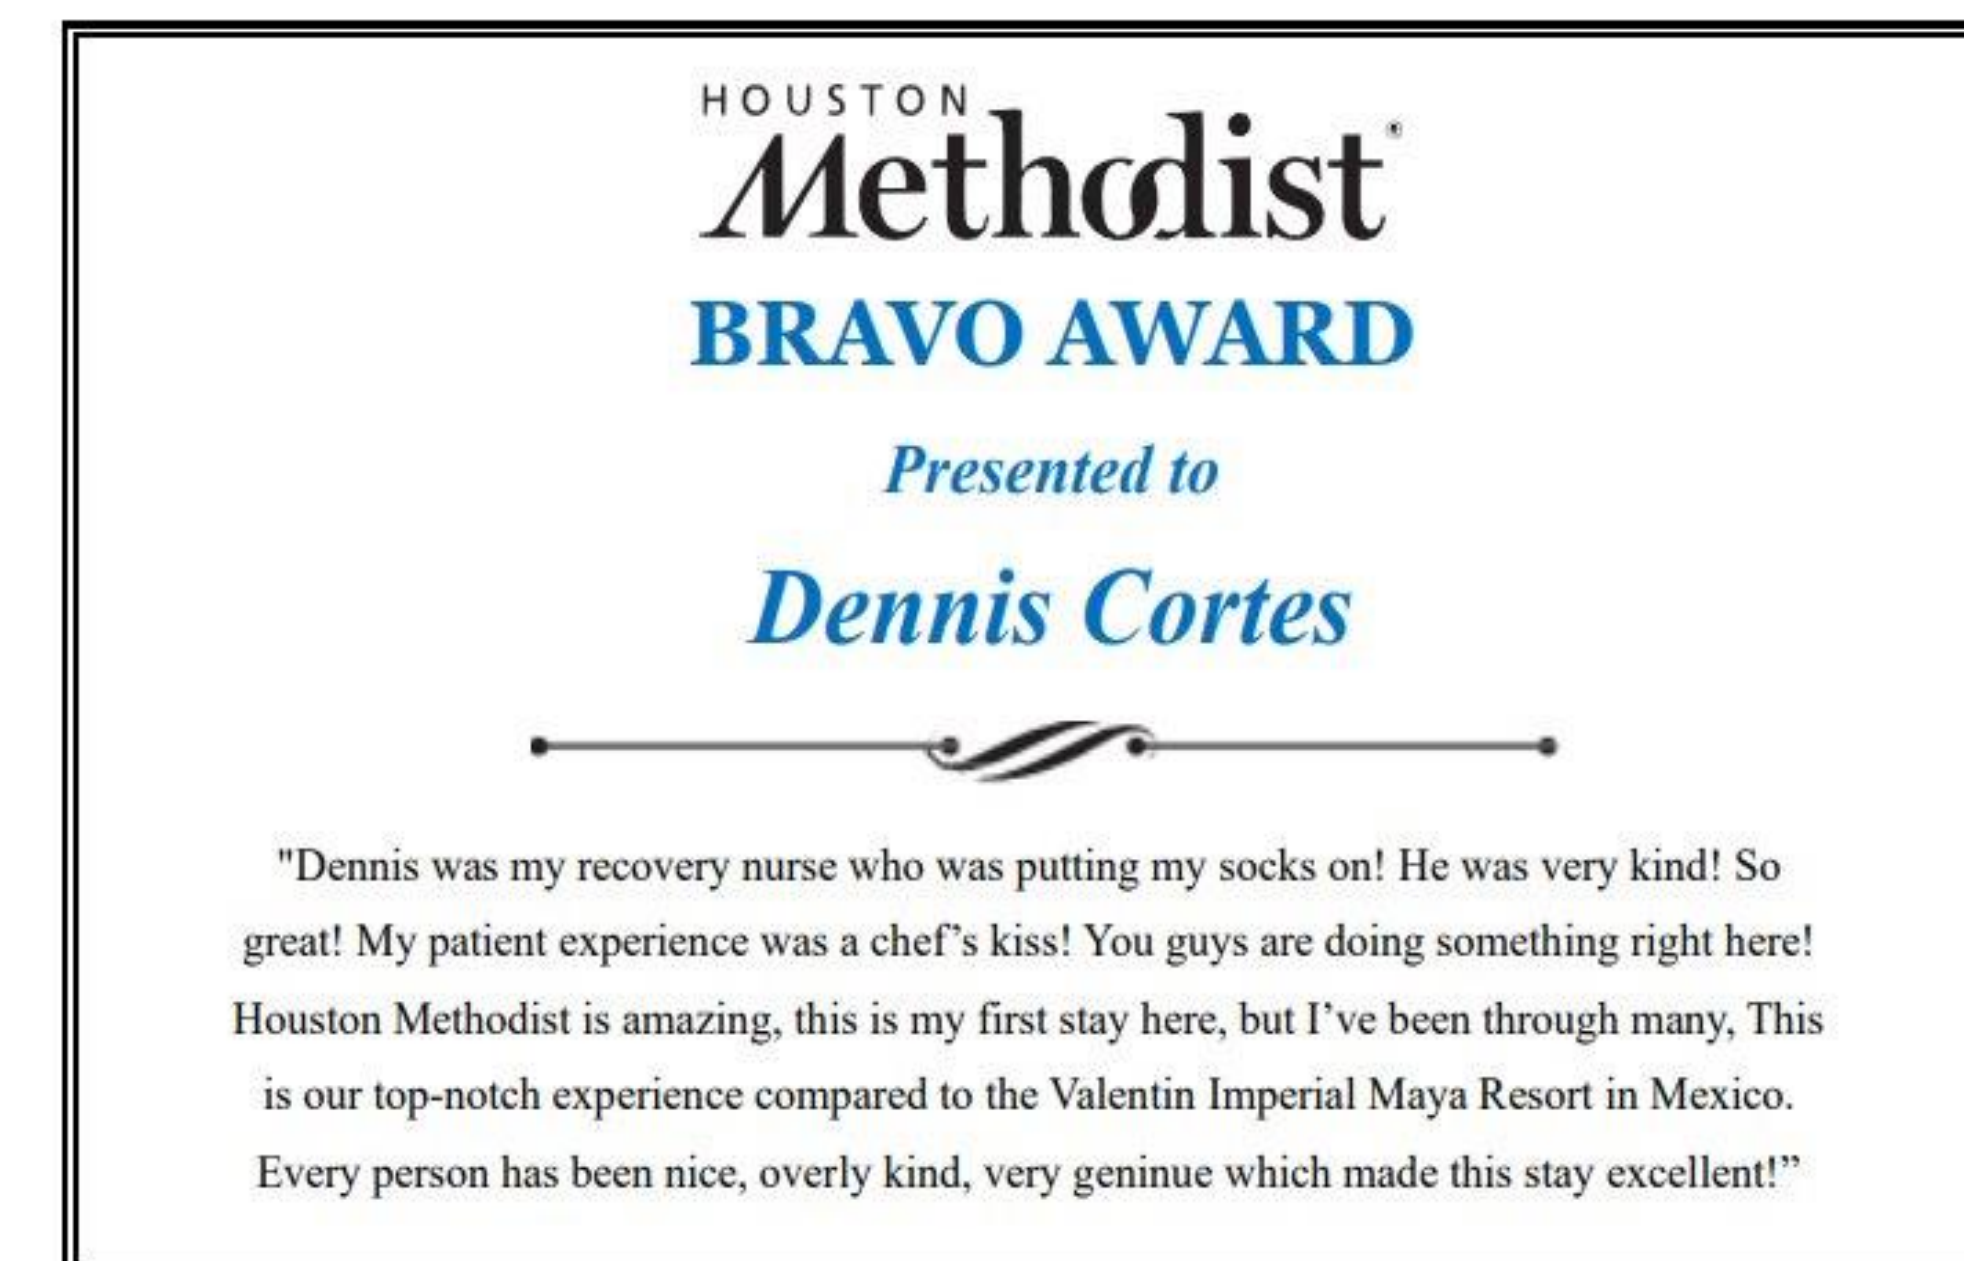 HOUSTON
Methodist®
BRAVO AWARD
Presented to
Dennis Cortes
"Dennis was my recovery nurse who was putting my socks on! He was very kind! So
great! My patient experience was a chef’s kiss! You guys are doing something right here!
Houston Methodist is amazing, this is my first stay here, but I’ve been through many, This
is our top-notch experience compared to the Valentin Imperial Maya Resort in Mexico.
Every person has been nice, overly kind, very geninue which made this stay excellent!”